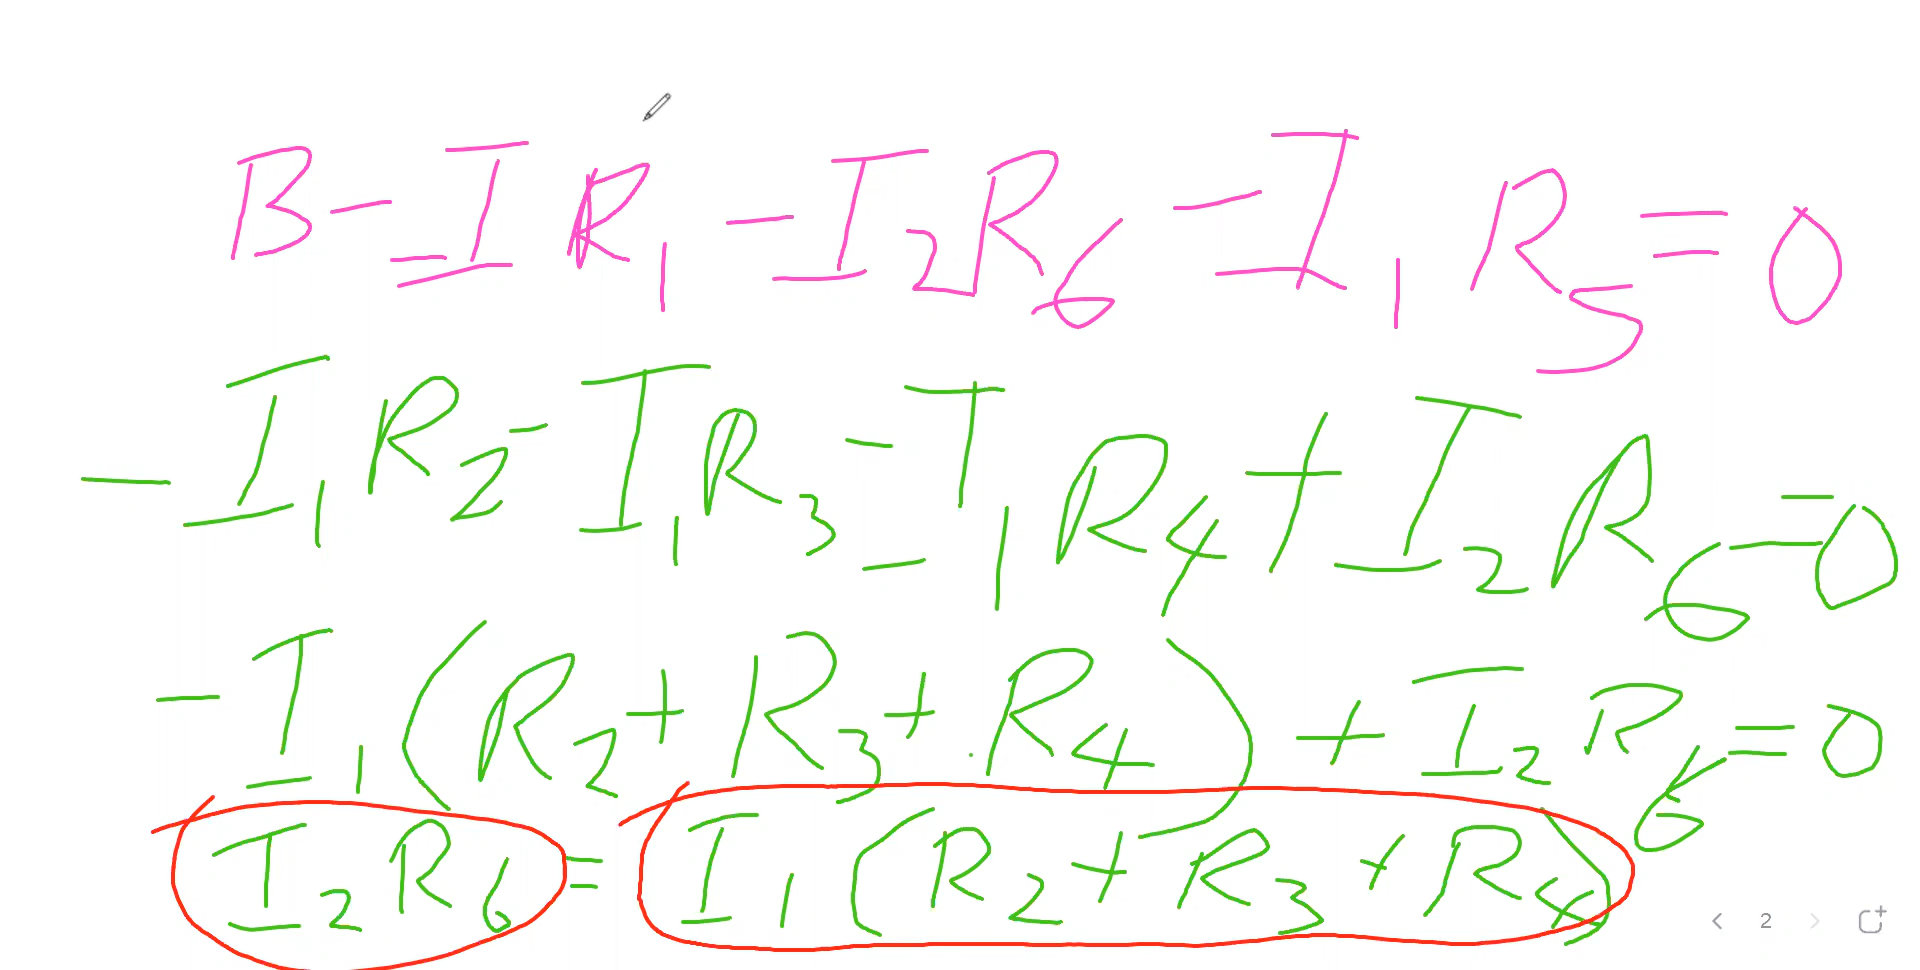 B - I R₁ - I₂R₆ - I₁R₅ = 0
- I₁R₂ - I₁R₃ - I₁R₄ + I₂R₆ = 0
- I₁(R₂ + R₃ + R₄) + I₂R₆ = 0
I₂R₆ = I₁(R₂ + R₃ + R₄)
2